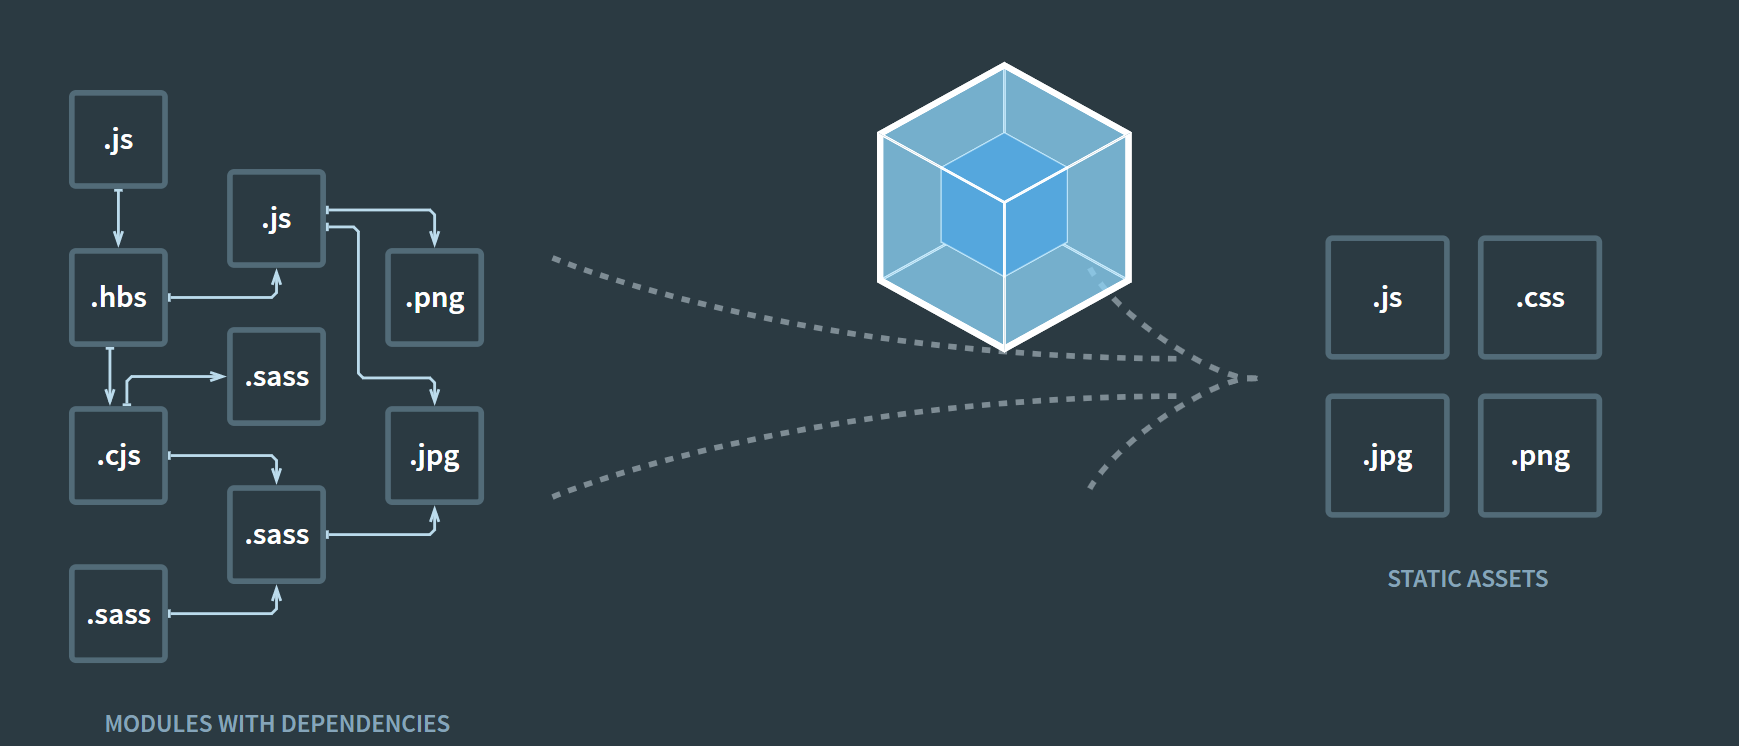 .js
.js
.hbs
.png
.sass
.cjs
.jpg
.sass
.sass
MODULES WITH DEPENDENCIES
.js
.css
.jpg
.png
STATIC ASSETS